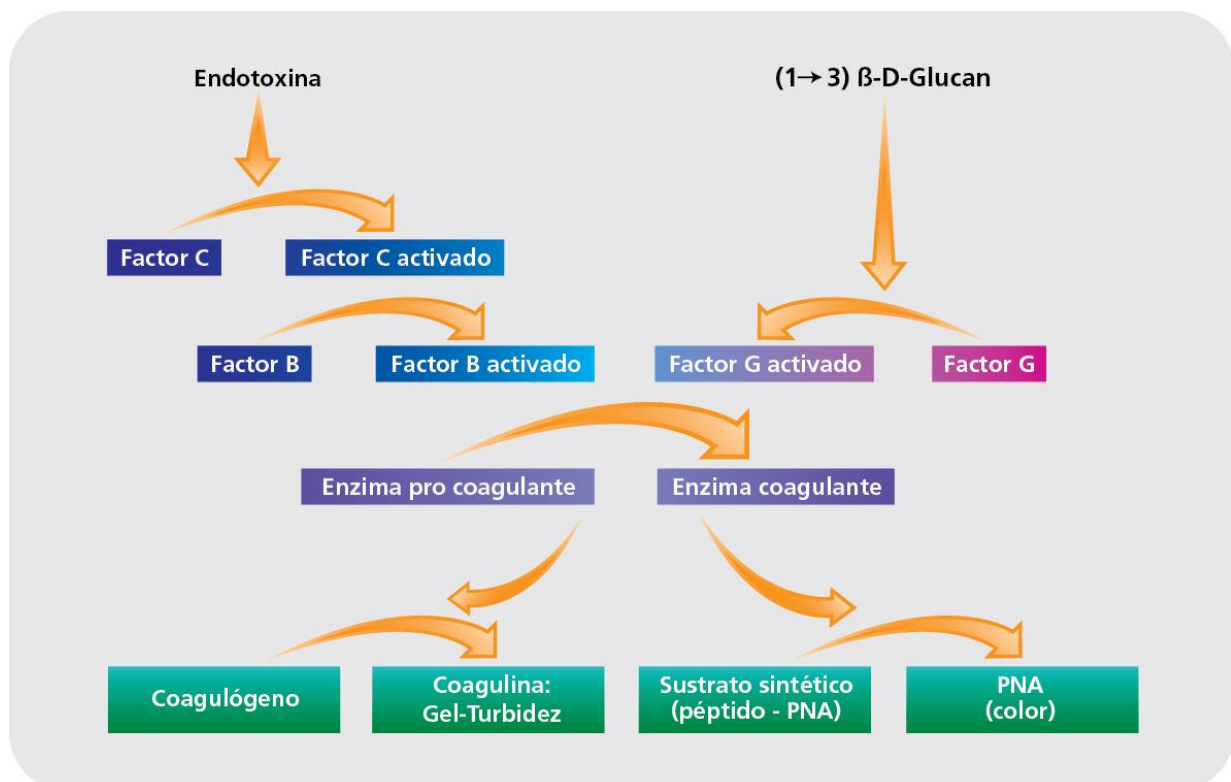 Endotoxina
(1→3) ß-D-Glucan
Factor C
Factor C activado
Factor B
Factor B activado
Factor G activado
Factor G
Enzima pro coagulante
Enzima coagulante
Coagulógeno
Coagulina:
Gel-Turbidez
Sustrato sintético
(péptido - PNA)
PNA
(color)